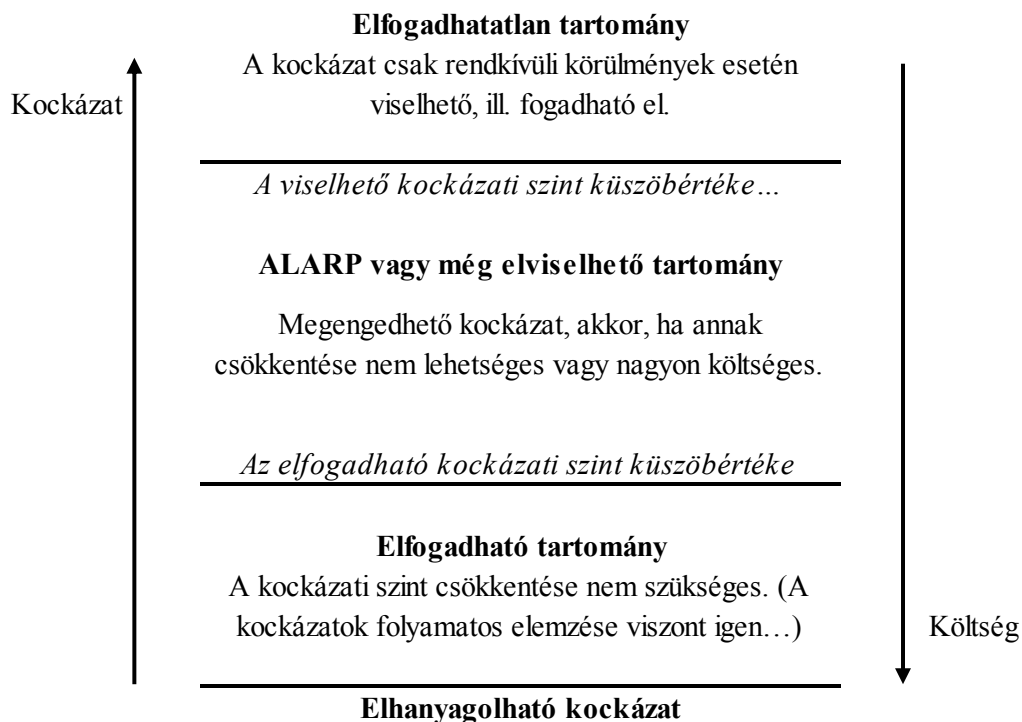 Elfogadhatatlan tartomány
A kockázat csak rendkívüli körülmények esetén
viselhető, ill. fogadható el.
Kockázat
A viselhető kockázati szint küszöbértéke…
ALARP vagy még elviselhető tartomány
Megengedhető kockázat, akkor, ha annak
csökkentése nem lehetséges vagy nagyon költséges.
Az elfogadható kockázati szint küszöbértéke
Elfogadható tartomány
A kockázati szint csökkentése nem szükséges. (A
kockázatok folyamatos elemzése viszont igen…)
Költség
Elhanyagolható kockázat